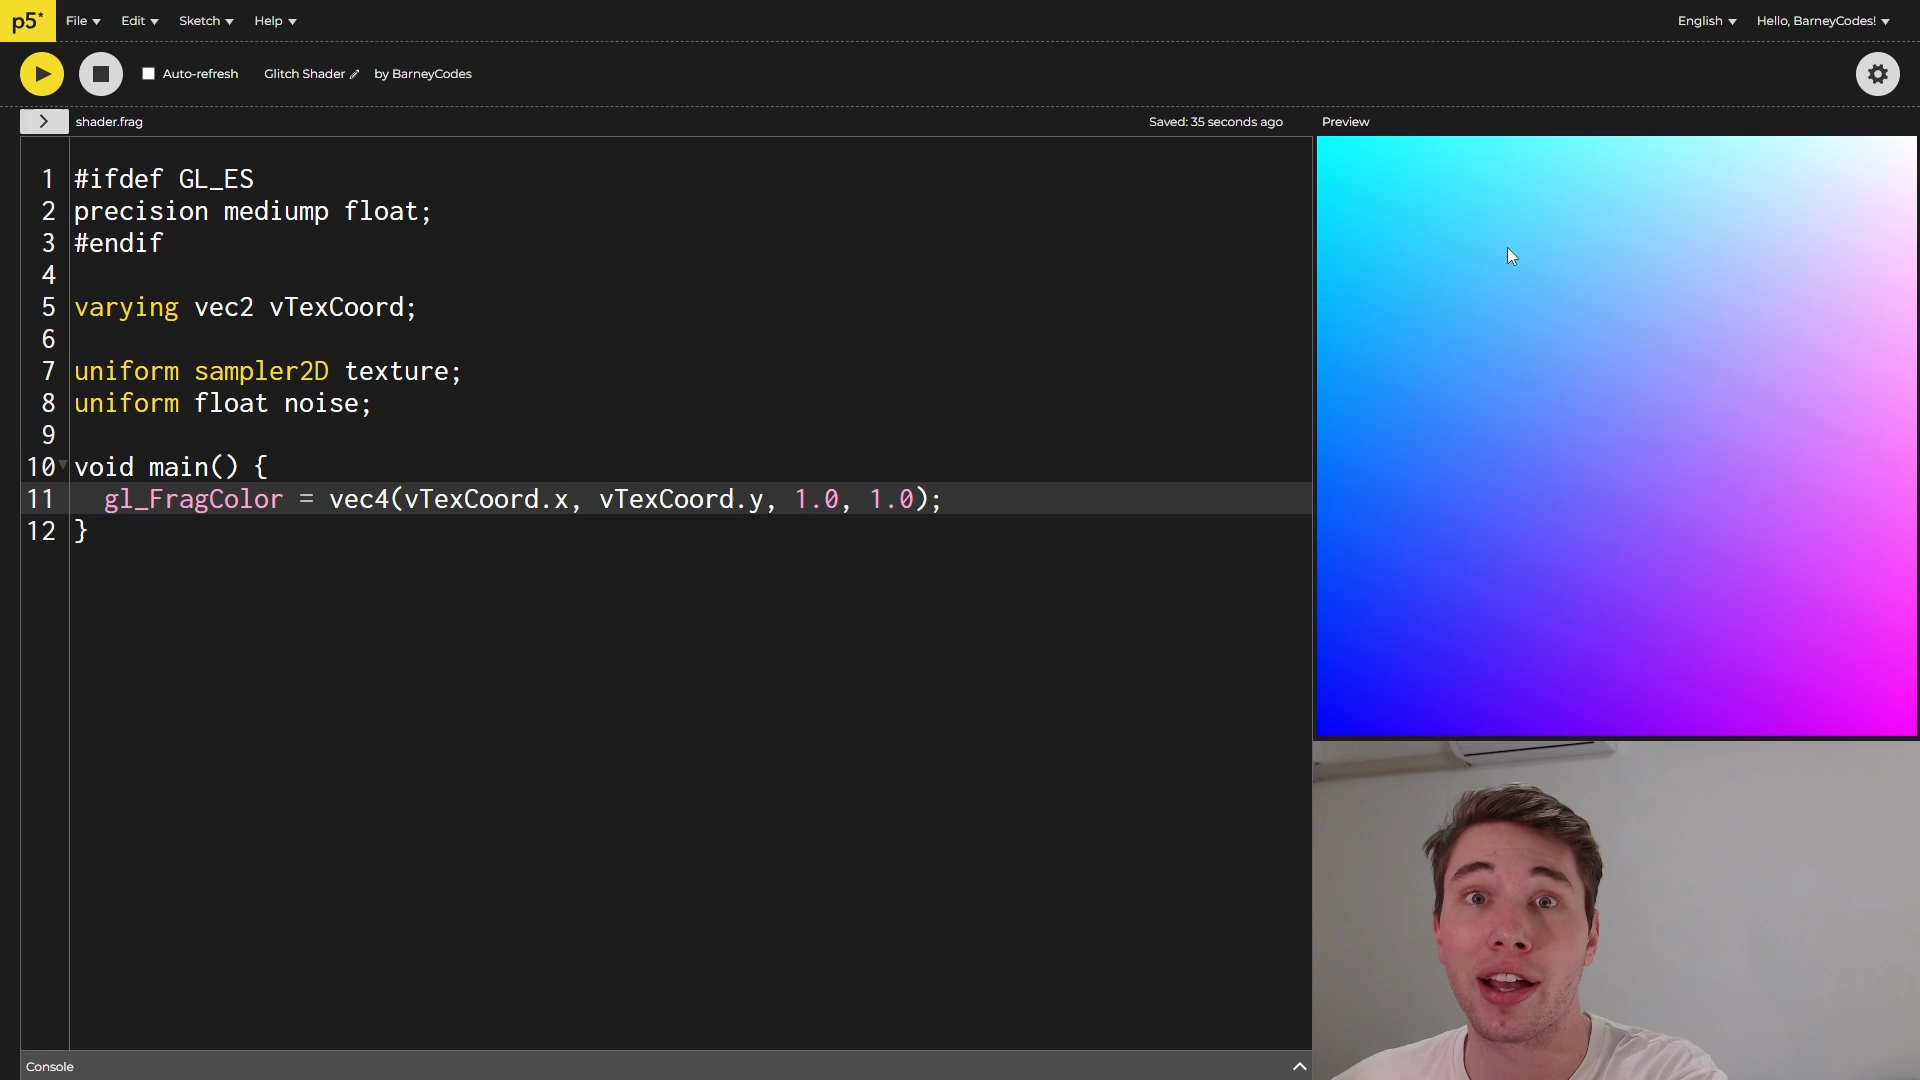 p5* File Edit Sketch Help English Hello, BarneyCodes!
Auto-refresh Glitch Shader by BarneyCodes
> shader.frag Saved: 35 seconds ago Preview
1 #ifdef GL_ES
2 precision mediump float;
3 #endif
4
5 varying vec2 vTexCoord;
6
7 uniform sampler2D texture;
8 uniform float noise;
9
10 void main() {
11 gl_FragColor = vec4(vTexCoord.x, vTexCoord.y, 1.0, 1.0);
12 }
Console